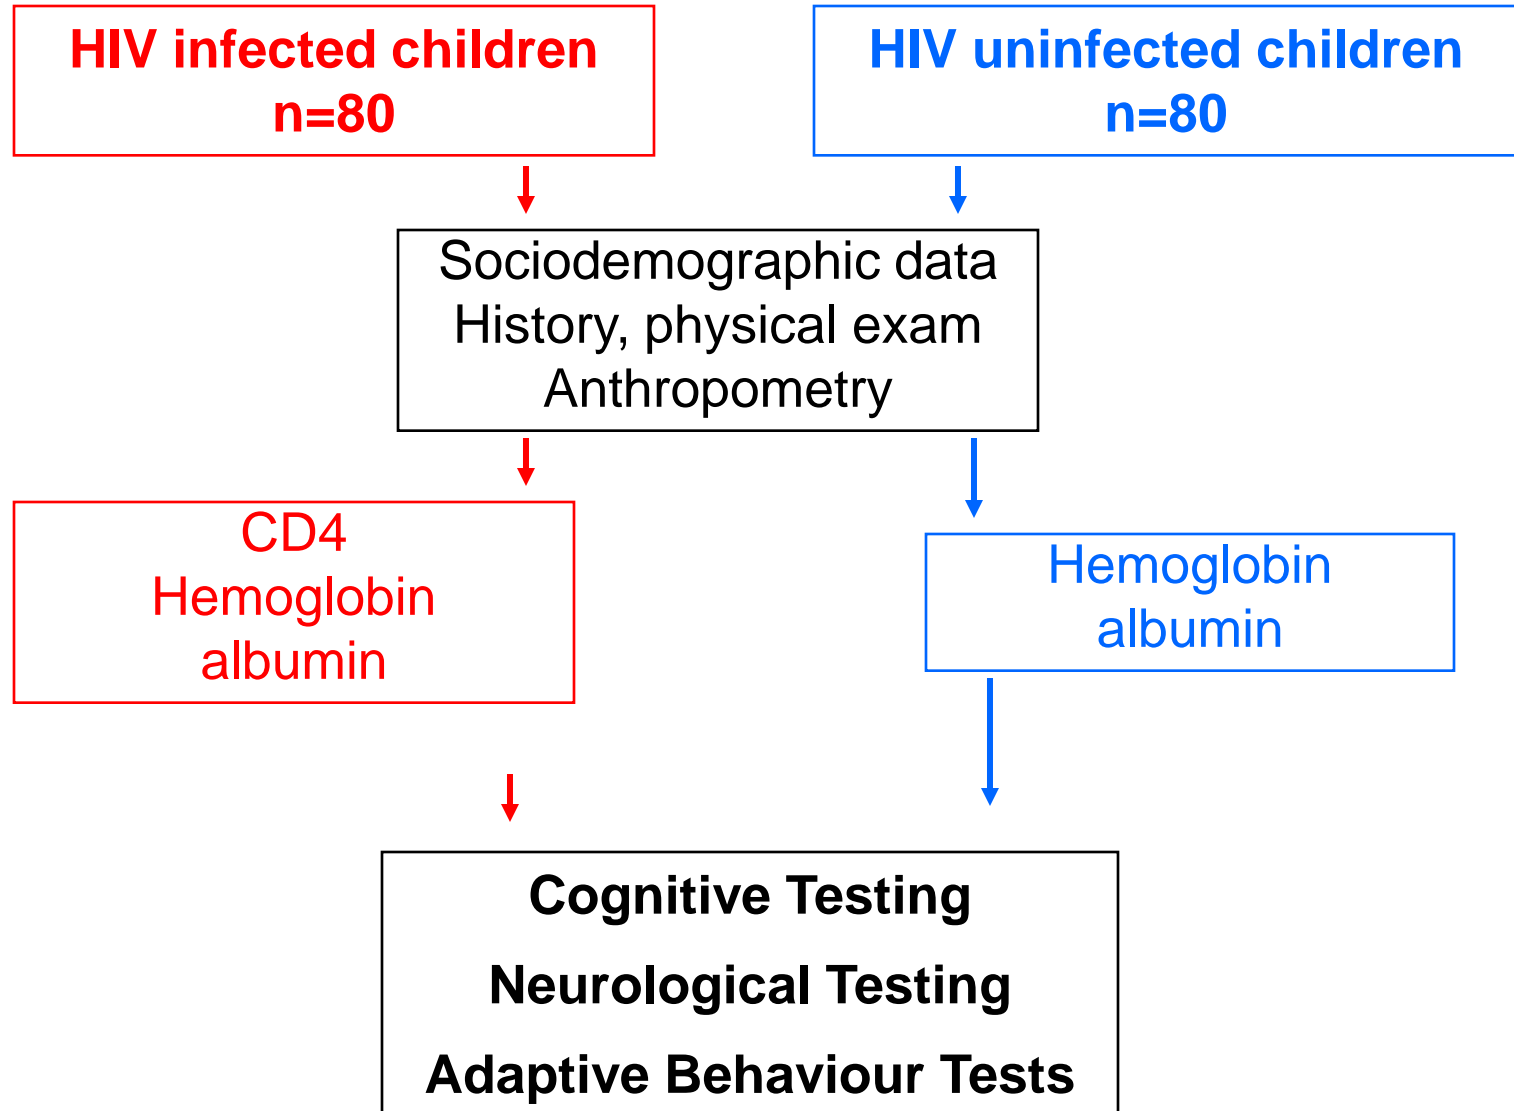 HIV infected children
n=80
HIV uninfected children
n=80
Sociodemographic data
History, physical exam
Anthropometry
CD4
Hemoglobin
albumin
Hemoglobin
albumin
Cognitive Testing
Neurological Testing
Adaptive Behaviour Tests